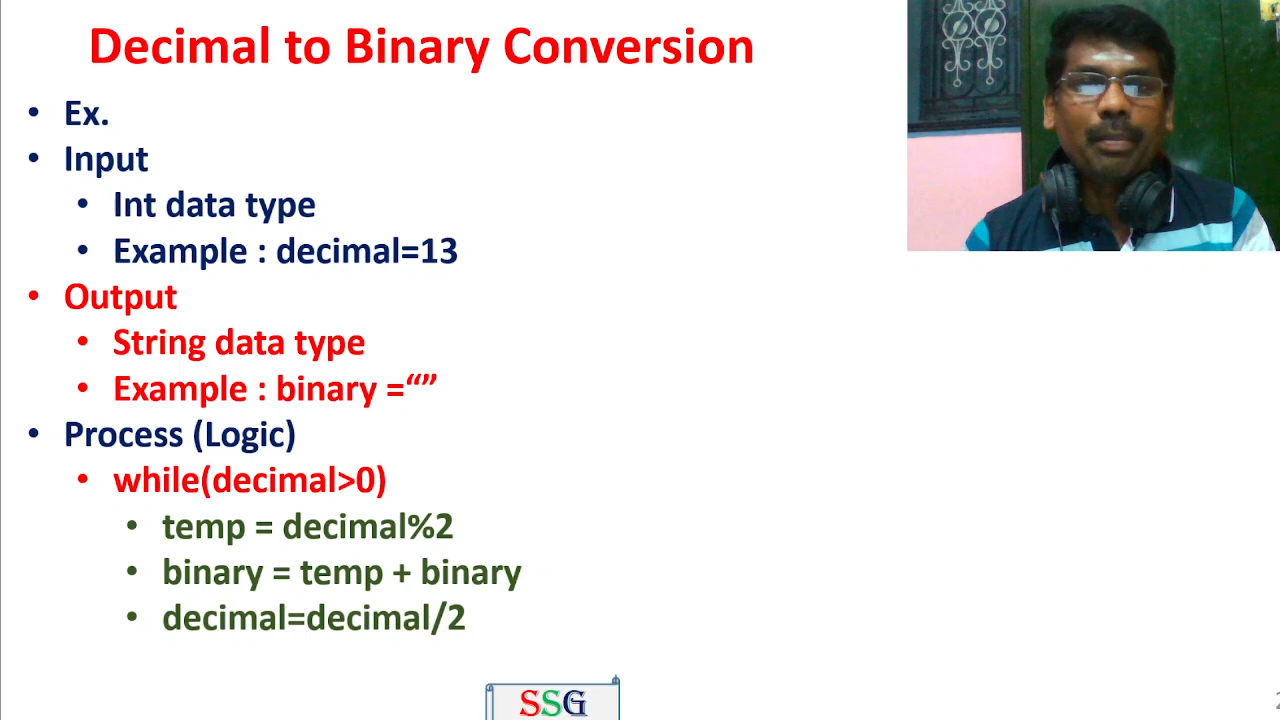 Decimal to Binary Conversion
• Ex.
• Input
• Int data type
• Example : decimal=13
• Output
• String data type
• Example : binary =“”
• Process (Logic)
• while(decimal>0)
• temp = decimal%2
• binary = temp + binary
• decimal=decimal/2
SSG